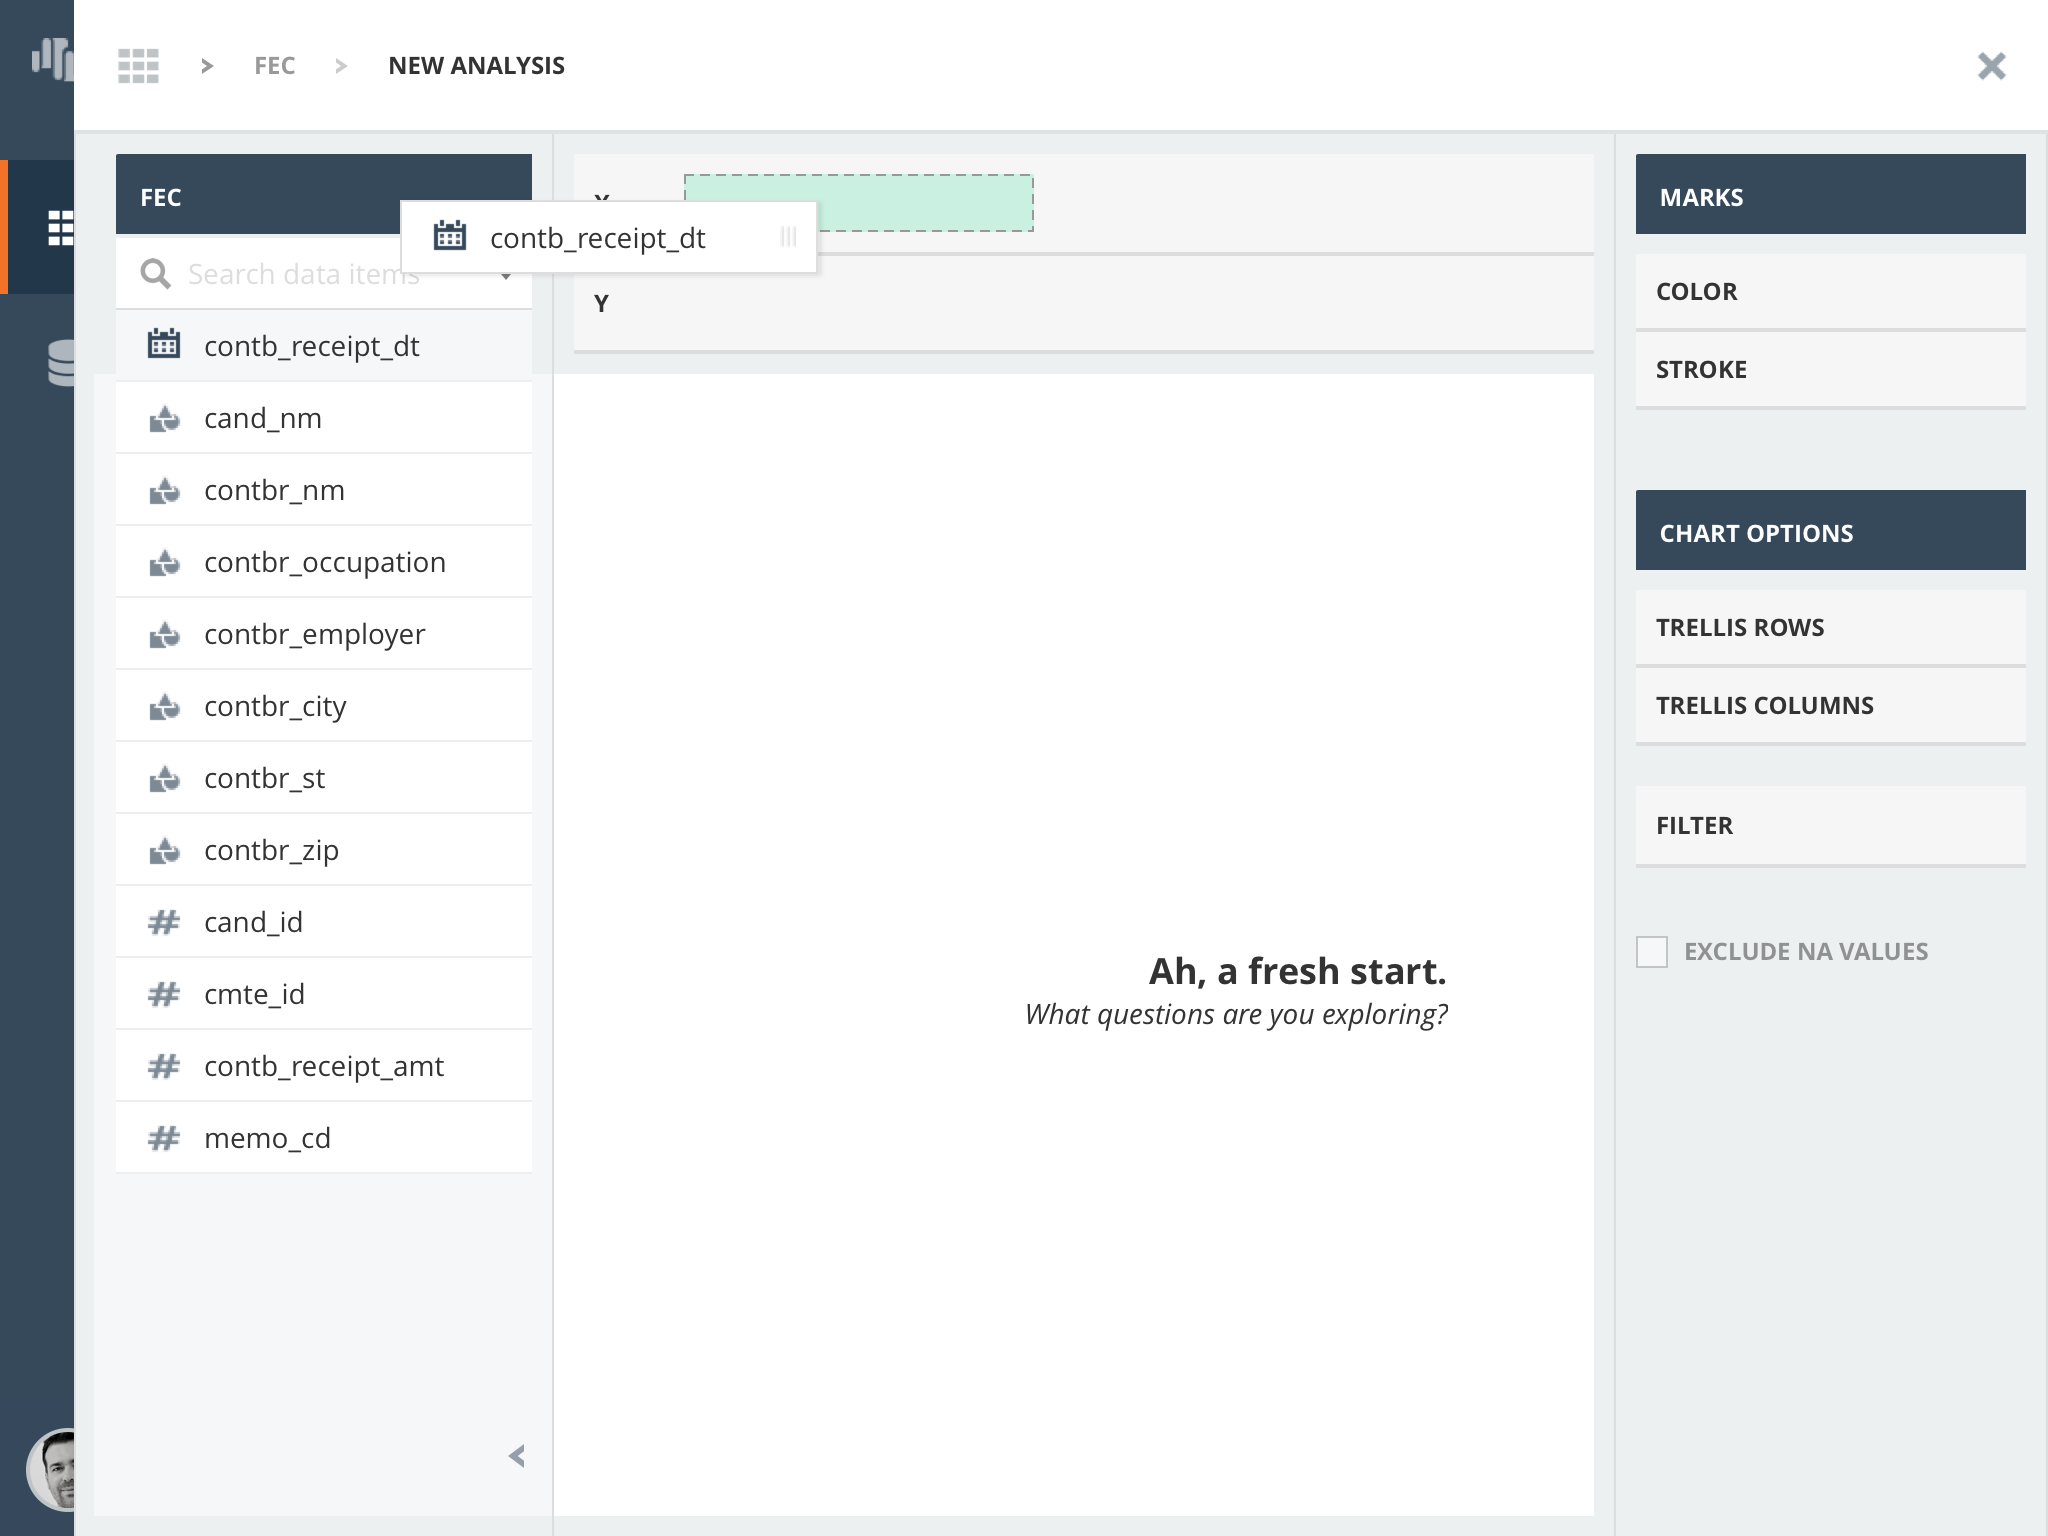 > FEC > NEW ANALYSIS
FEC
contb_receipt_dt
Search data items
contb_receipt_dt
cand_nm
contbr_nm
contbr_occupation
contbr_employer
contbr_city
contbr_st
contbr_zip
cand_id
cmte_id
contb_receipt_amt
memo_cd
X
Y
Ah, a fresh start.
What questions are you exploring?
MARKS
COLOR
STROKE
CHART OPTIONS
TRELLIS ROWS
TRELLIS COLUMNS
FILTER
EXCLUDE NA VALUES